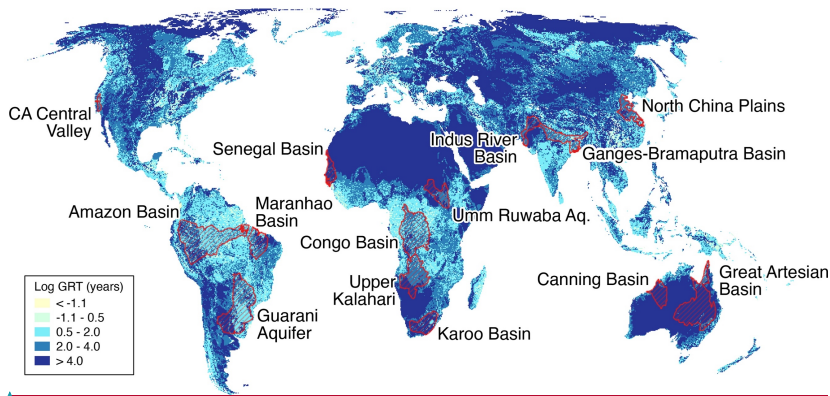 CA Central
Valley
North China Plains
Senegal Basin
Indus River
Basin
Ganges-Bramaputra Basin
Amazon Basin
Maranhao
Basin
Umm Ruwaba Aq.
Congo Basin
Upper
Kalahari
Canning Basin
Great Artesian
Basin
Guarani
Aquifer
Karoo Basin
Log GRT (years)
< -1.1
-1.1 - 0.5
0.5 - 2.0
2.0 - 4.0
> 4.0